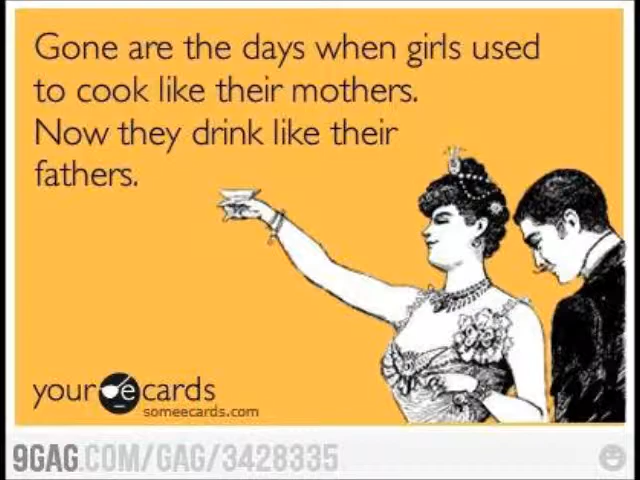 Gone are the days when girls used
to cook like their mothers.
Now they drink like their
fathers.
your e cards
someecards.com
9GAG.COM/GAG/3428335